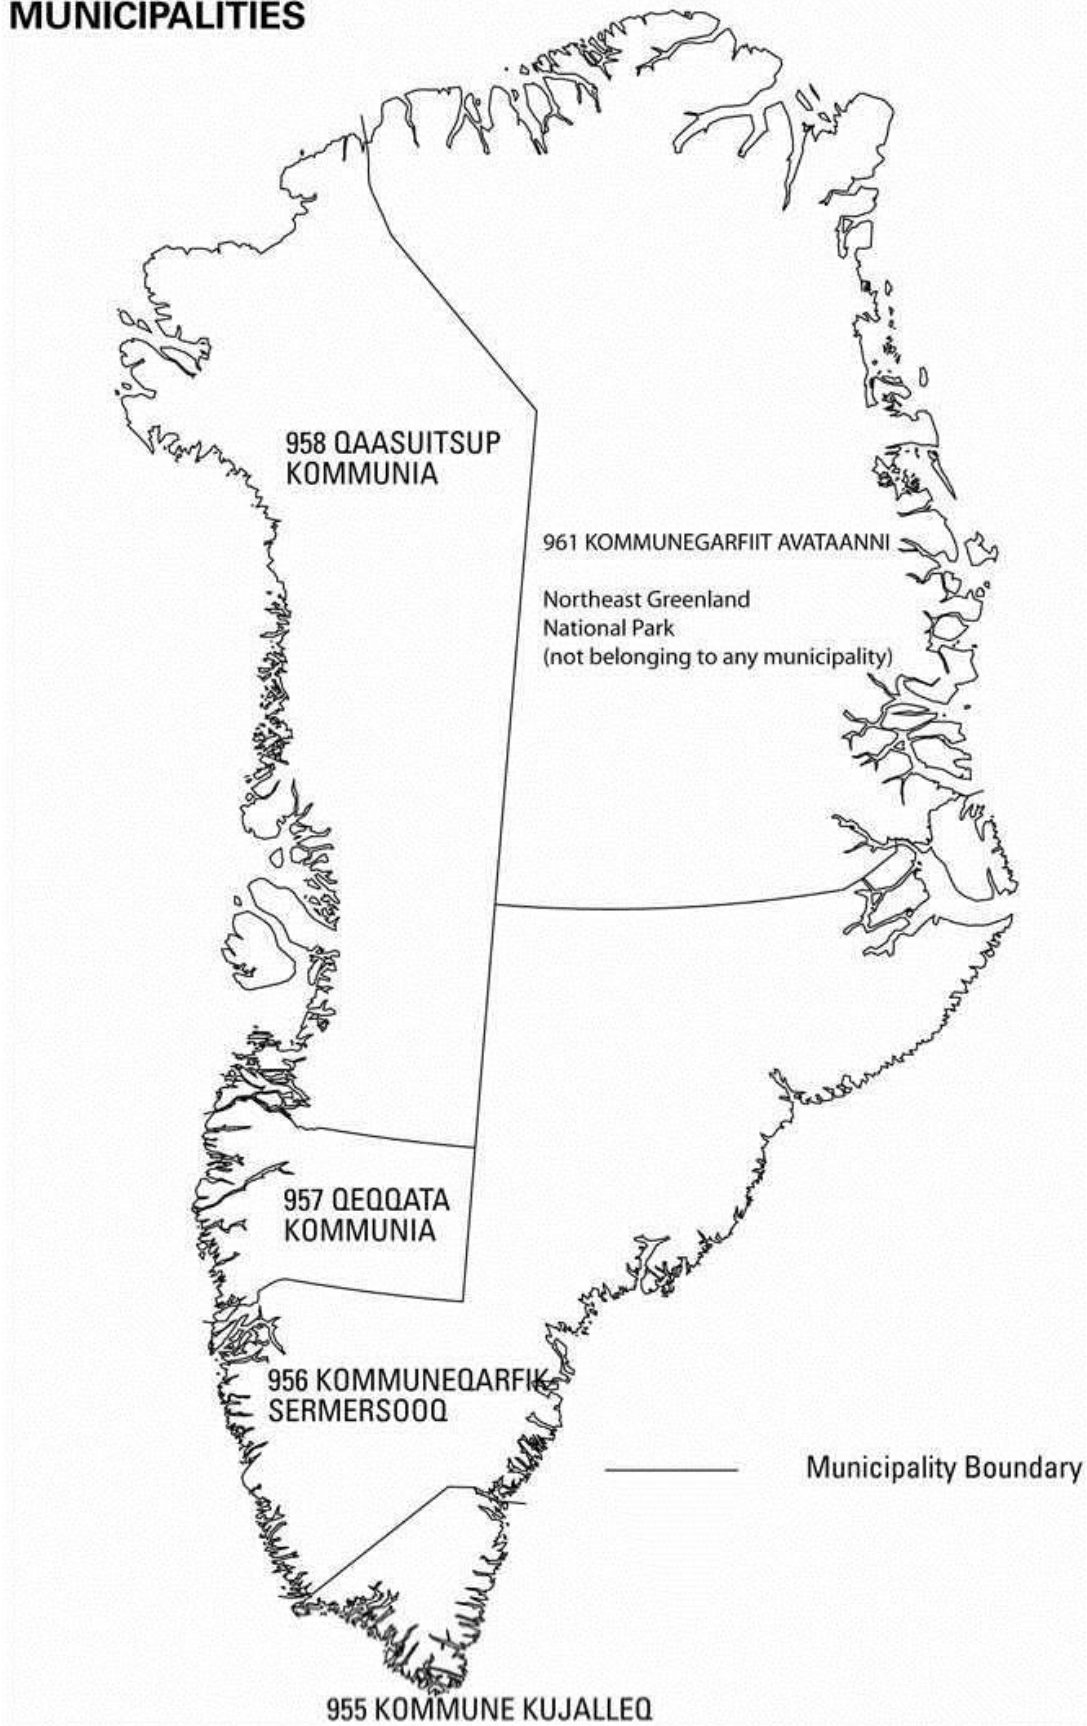 MUNICIPALITIES
958 QAASUITSUP
KOMMUNIA
961 KOMMUNEGARFIIT AVATAANNI
Northeast Greenland
National Park
(not belonging to any municipality)
957 QEQQATA
KOMMUNIA
956 KOMMUNEQARFIK
SERMERSOOQ
Municipality Boundary
955 KOMMUNE KUJALLEQ